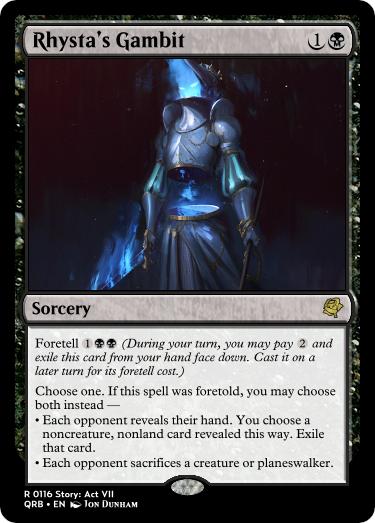 Rhysta's Gambit 1
Sorcery
Foretell 1 (During your turn, you may pay 2 and
exile this card from your hand face down. Cast it on a
later turn for its foretell cost.)
Choose one. If this spell was foretold, you may choose
both instead —
• Each opponent reveals their hand. You choose a
noncreature, nonland card revealed this way. Exile
that card.
• Each opponent sacrifices a creature or planeswalker.
R 0116 Story: Act VII
QRB • EN Jon Dunham